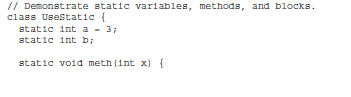 // Demonstrate static variables, methods, and blocks.
class UseStatic {
static int a = 3;
static int b;
static void meth(int x) {